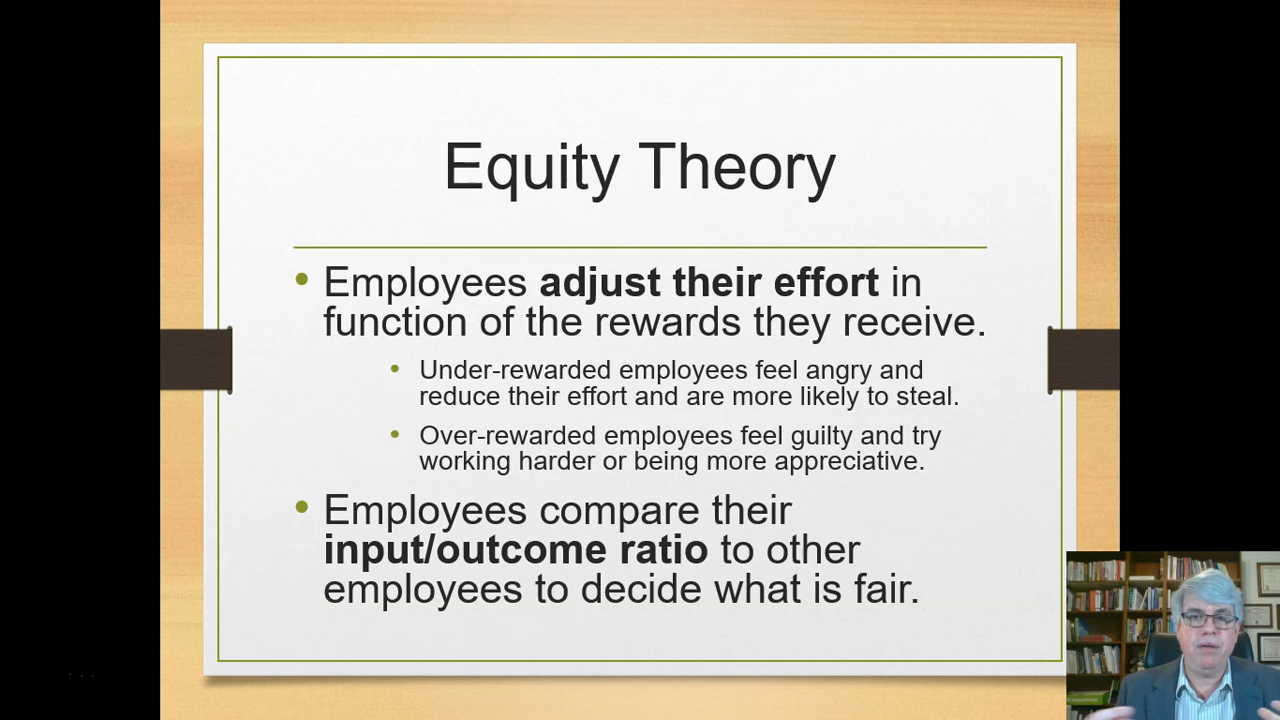 Equity Theory
• Employees adjust their effort in
function of the rewards they receive.
• Under-rewarded employees feel angry and
reduce their effort and are more likely to steal.
• Over-rewarded employees feel guilty and try
working harder or being more appreciative.
• Employees compare their
input/outcome ratio to other
employees to decide what is fair.